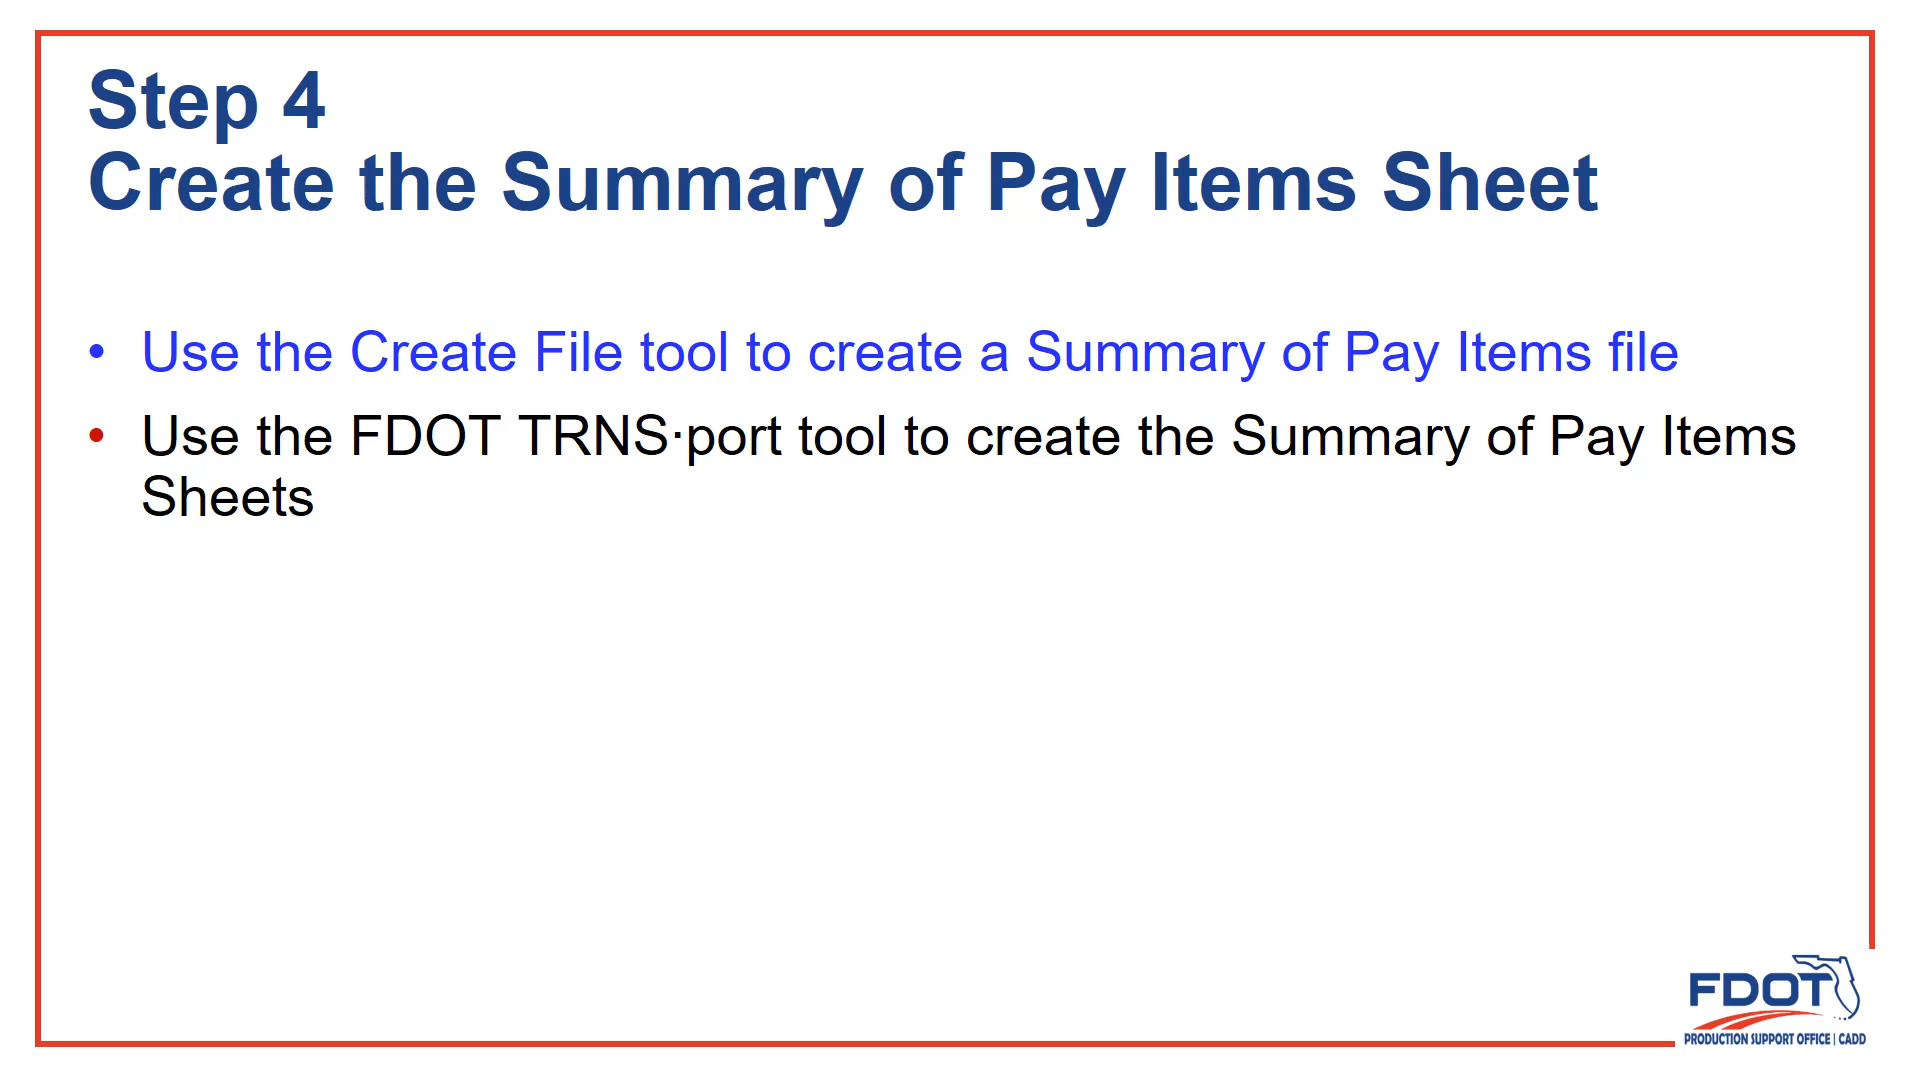 Step 4
Create the Summary of Pay Items Sheet
• Use the Create File tool to create a Summary of Pay Items file
• Use the FDOT TRNS·port tool to create the Summary of Pay Items
Sheets
FDOT
PRODUCTION SUPPORT OFFICE | CADD